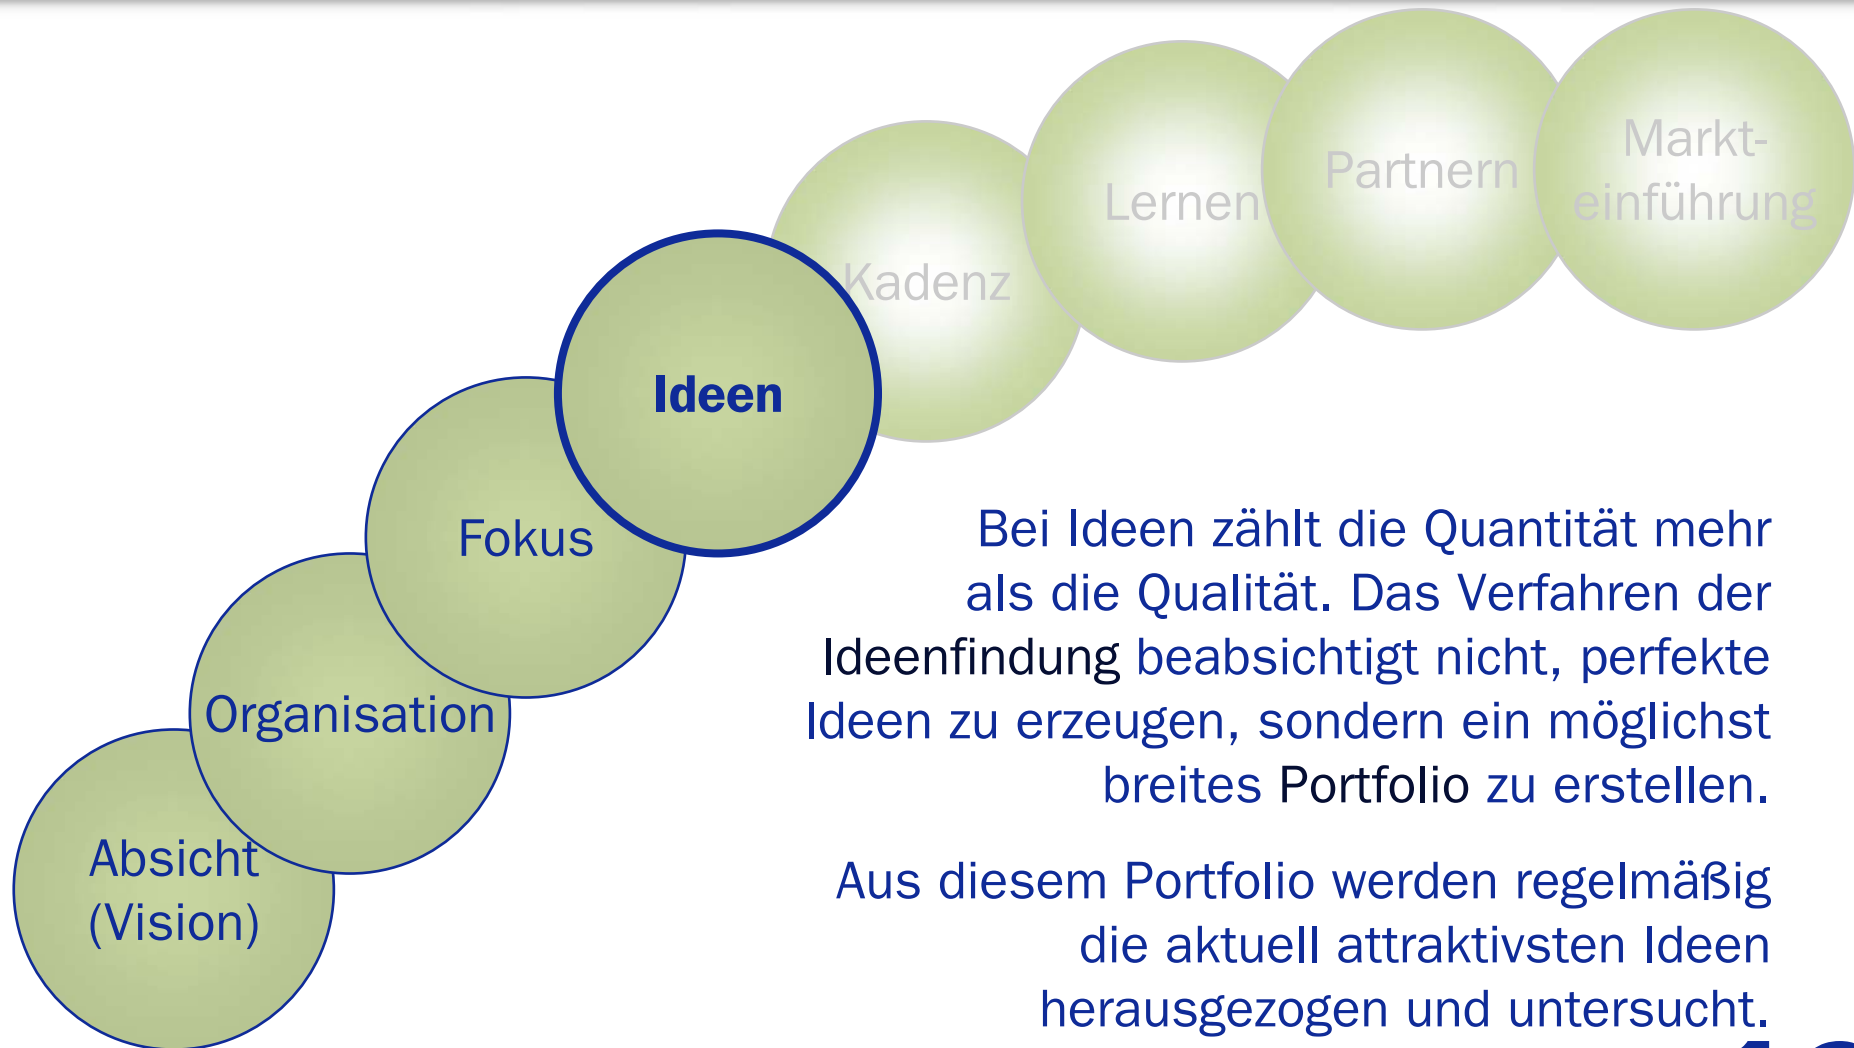 Markt-
einführung
Partnern
Lernen
Kadenz
Ideen
Fokus
Organisation
Absicht
(Vision)
Bei Ideen zählt die Quantität mehr
als die Qualität. Das Verfahren der
Ideenfindung beabsichtigt nicht, perfekte
Ideen zu erzeugen, sondern ein möglichst
breites Portfolio zu erstellen.
Aus diesem Portfolio werden regelmäßig
die aktuell attraktivsten Ideen
herausgezogen und untersucht.